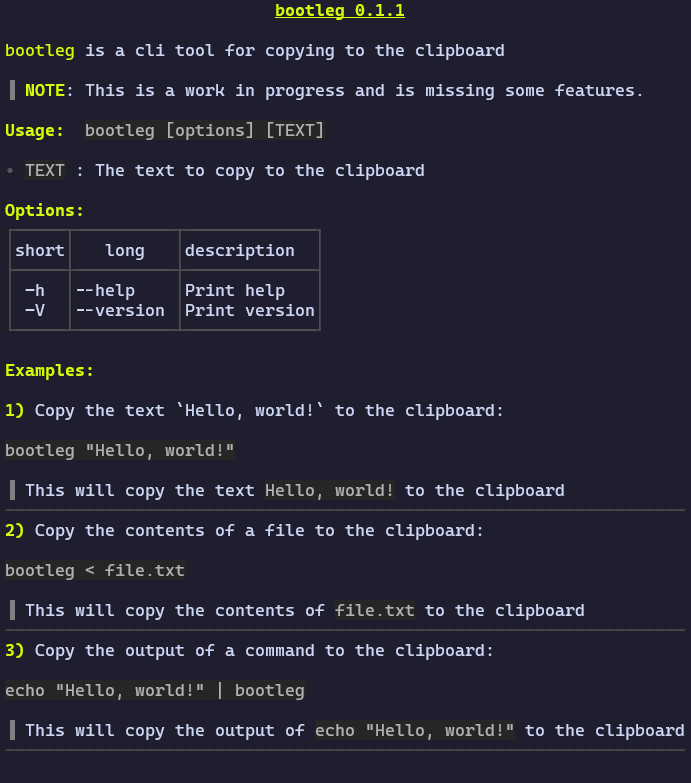 bootleg 0.1.1
bootleg is a cli tool for copying to the clipboard
NOTE: This is a work in progress and is missing some features.
Usage: bootleg [options] [TEXT]
• TEXT : The text to copy to the clipboard
Options:
short long description
-h --help Print help
-V --version Print version
Examples:
1) Copy the text `Hello, world!` to the clipboard:
bootleg "Hello, world!"
This will copy the text Hello, world! to the clipboard
2) Copy the contents of a file to the clipboard:
bootleg < file.txt
This will copy the contents of file.txt to the clipboard
3) Copy the output of a command to the clipboard:
echo "Hello, world!" | bootleg
This will copy the output of echo "Hello, world!" to the clipboard